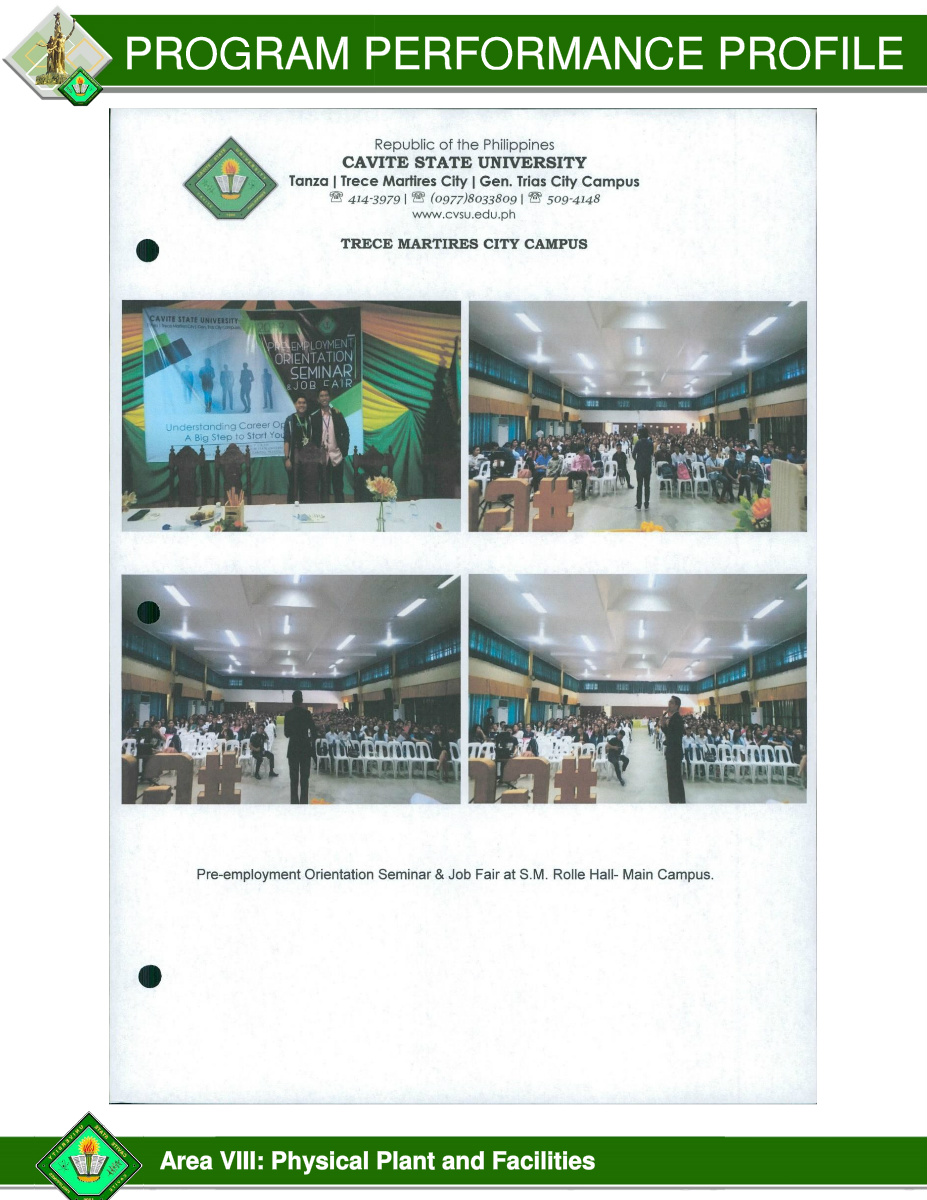 PROGRAM PERFORMANCE PROFILE
Republic of the Philippines
CAVITE STATE UNIVERSITY
Tanza | Trece Martires City | Gen. Trias City Campus
☏ 414-3979 | ☏ (0977)8033809 | ☏ 509-4148
www.cvsu.edu.ph
TRECE MARTIRES CITY CAMPUS
CAVITE STATE UNIVERSITY
PRE-EMPLOYMENT
ORIENTATION
SEMINAR
& JOB FAIR
Understanding Career Op
A Big Step to Start You
Pre-employment Orientation Seminar & Job Fair at S.M. Rolle Hall- Main Campus.
Area VIII: Physical Plant and Facilities